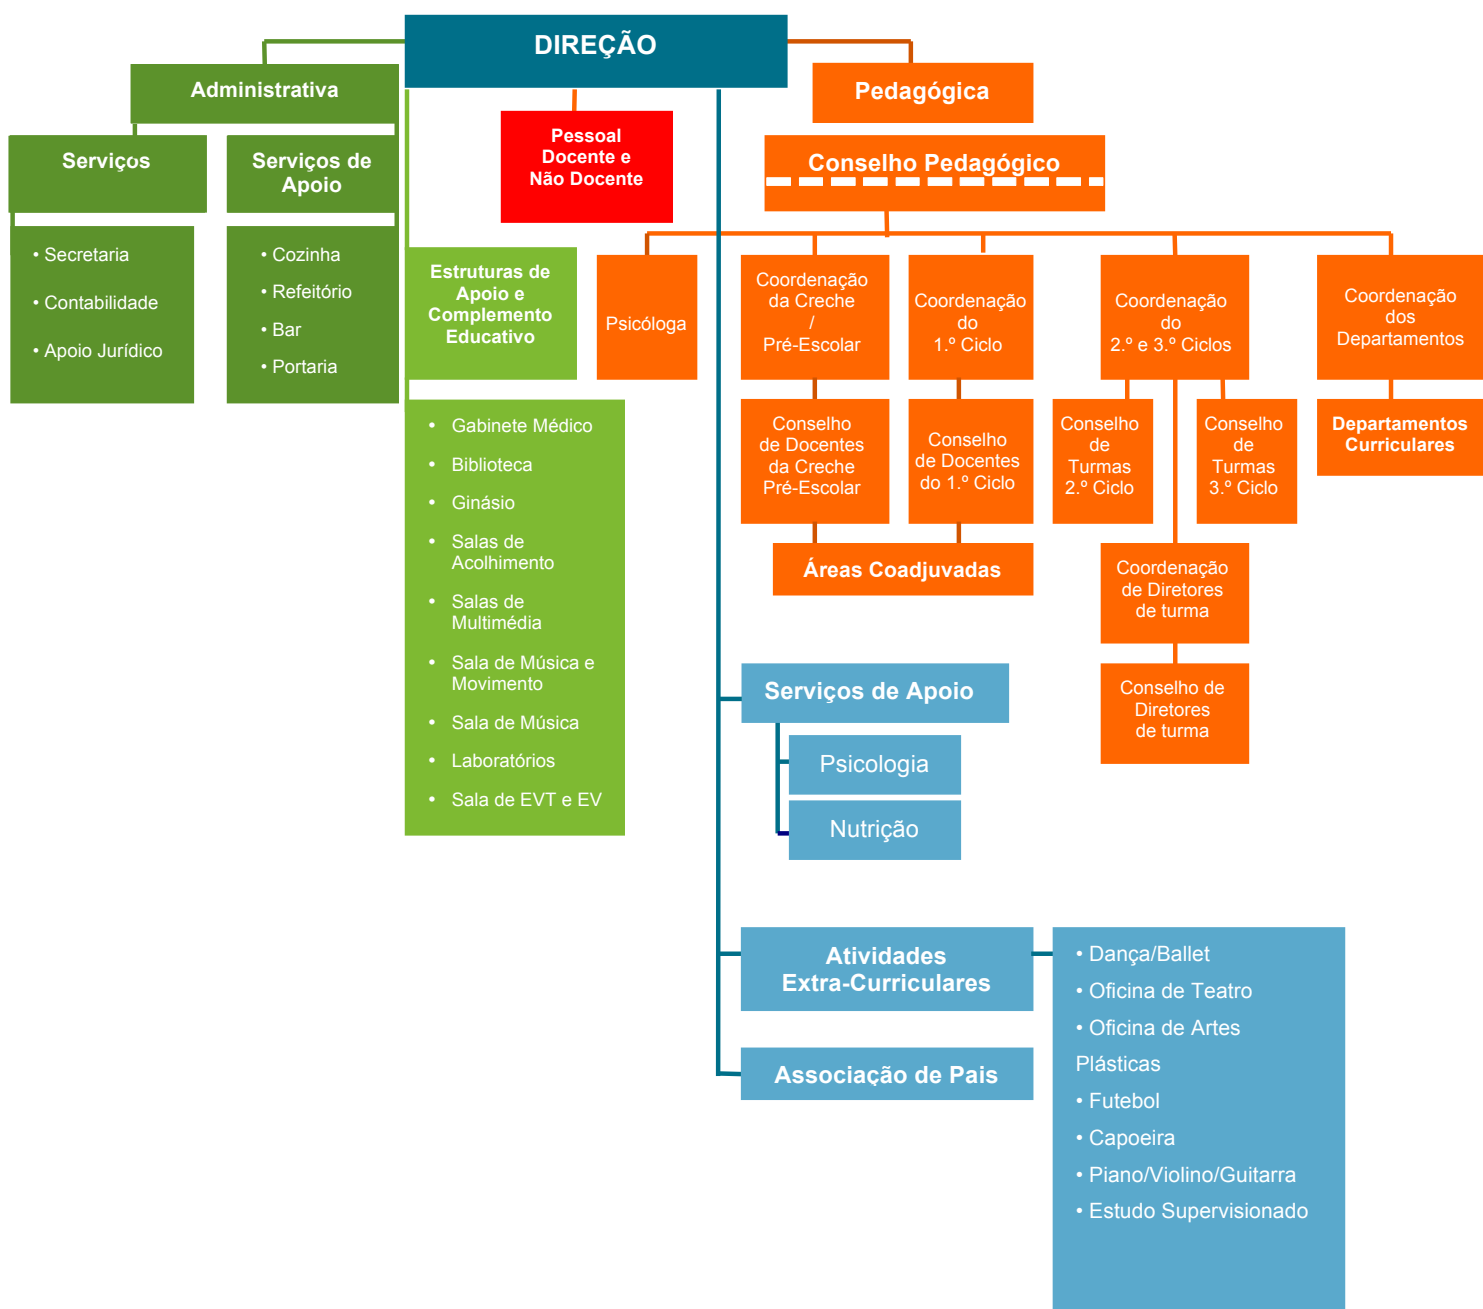 DIREÇÃO
Administrativa
Pedagógica
Serviços
Serviços de
Apoio
Pessoal
Docente e
Não Docente
Conselho Pedagógico
• Secretaria
• Contabilidade
• Apoio Jurídico
• Cozinha
• Refeitório
• Bar
• Portaria
Estruturas de
Apoio e
Complemento
Educativo
• Gabinete Médico
• Biblioteca
• Ginásio
• Salas de
Acolhimento
• Salas de
Multimédia
• Sala de Música e
Movimento
• Sala de Música
• Laboratórios
• Sala de EVT e EV
Psicóloga
Coordenação
da Creche
/
Pré-Escolar
Coordenação
do
1.º Ciclo
Coordenação
do
2.º e 3.º Ciclos
Coordenação
dos
Departamentos
Conselho
de Docentes
da Creche
Pré-Escolar
Conselho
de Docentes
do 1.º Ciclo
Conselho
de
Turmas
2.º Ciclo
Conselho
de
Turmas
3.º Ciclo
Departamentos
Curriculares
Áreas Coadjuvadas
Coordenação
de Diretores
de turma
Conselho de
Diretores
de turma
Serviços de Apoio
Psicologia
Nutrição
Atividades
Extra-Curriculares
Associação de Pais
• Dança/Ballet
• Oficina de Teatro
• Oficina de Artes
Plásticas
• Futebol
• Capoeira
• Piano/Violino/Guitarra
• Estudo Supervisionado